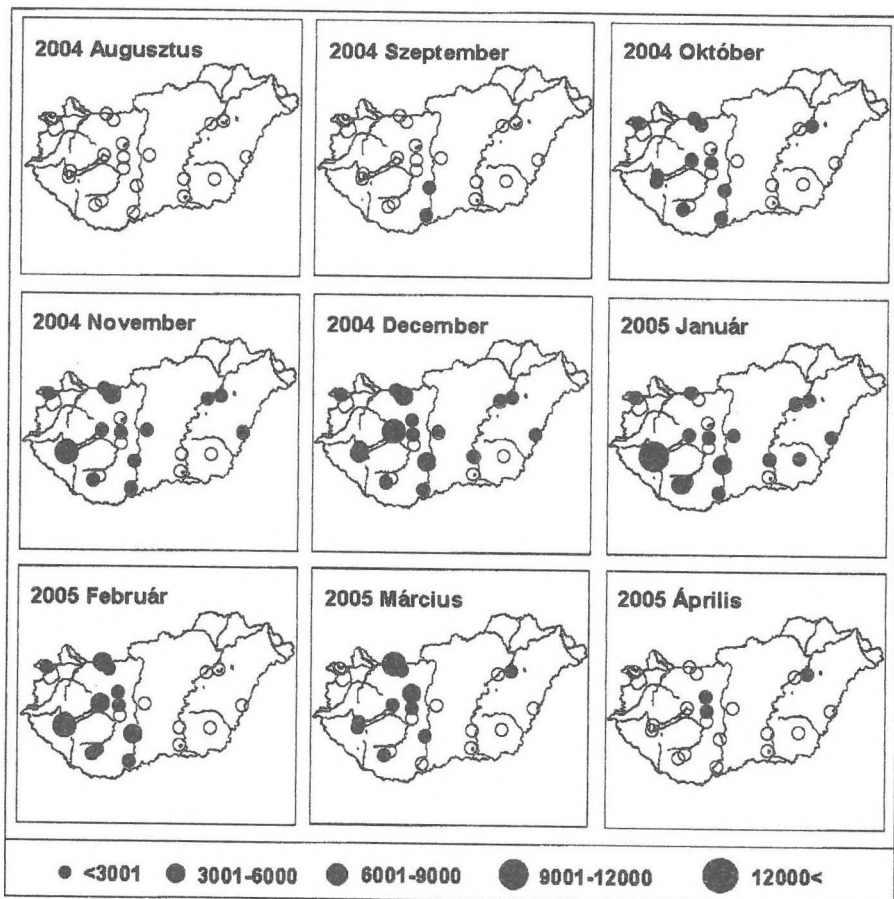 2004 Augusztus
2004 Szeptember
2004 Október
2004 November
2004 December
2005 Január
2005 Február
2005 Március
2005 Április
<3001 3001-6000 6001-9000 9001-12000 12000<